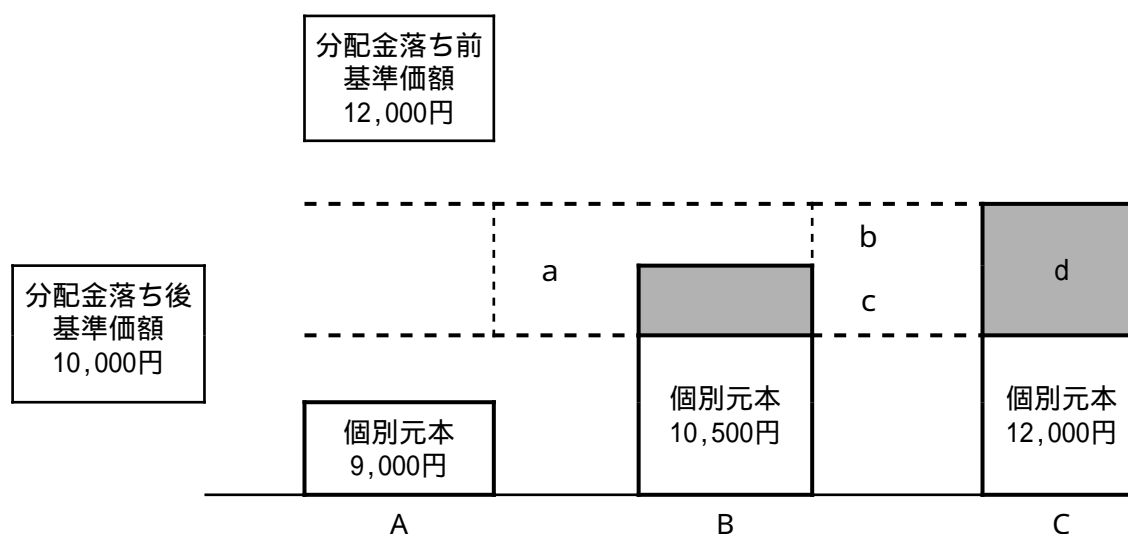 分配金落ち前
基準価額
12,000円
a
b
c
d
分配金落ち後
基準価額
10,000円
個別元本
9,000円
個別元本
10,500円
個別元本
12,000円
A
B
C